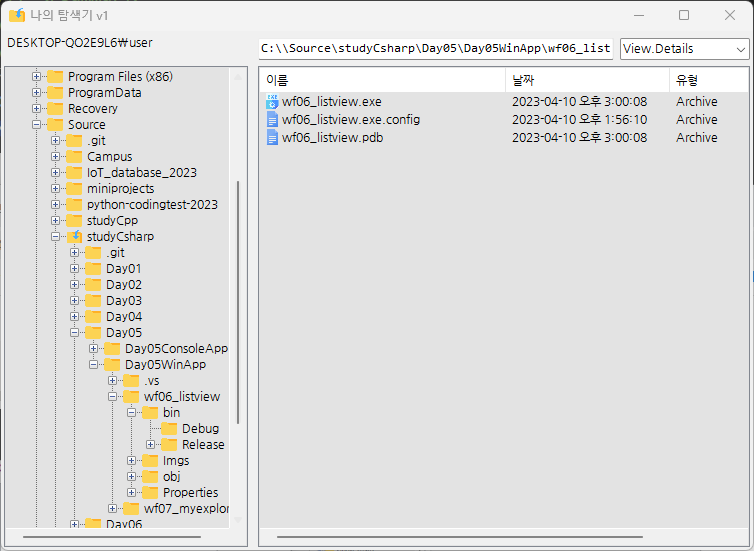 나의 탐색기 v1
DESKTOP-QO2E9L6₩user
C:\\Source\studyCsharp\Day05\Day05WinApp\wf06_list
View.Details
Program Files (x86)
ProgramData
Recovery
Source
.git
Campus
IoT_database_2023
miniprojects
python-codingtest-2023
studyCpp
studyCsharp
.git
Day01
Day02
Day03
Day04
Day05
Day05ConsoleApp
Day05WinApp
.vs
wf06_listview
bin
Debug
Release
Imgs
obj
Properties
wf07_myexplor
Day06
이름 날짜 유형
wf06_listview.exe 2023-04-10 오후 3:00:08 Archive
wf06_listview.exe.config 2023-04-10 오후 1:56:10 Archive
wf06_listview.pdb 2023-04-10 오후 3:00:08 Archive